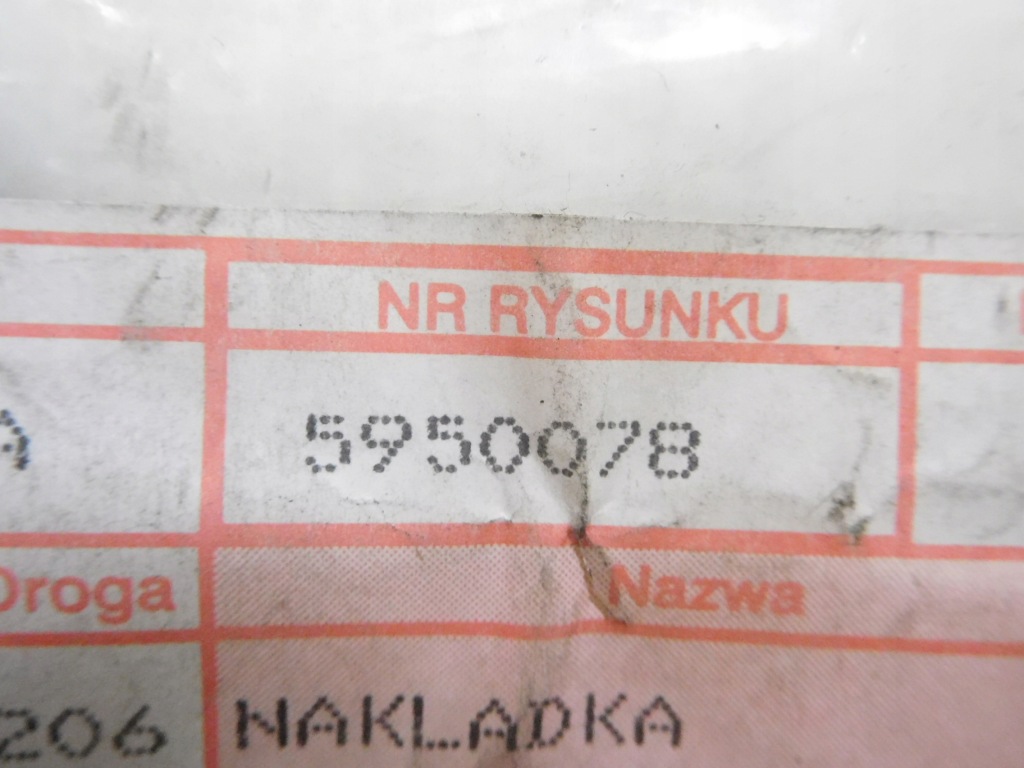 NR RYSUNKU
A 5950078
Droga Nazwa
206 NAKLADKA